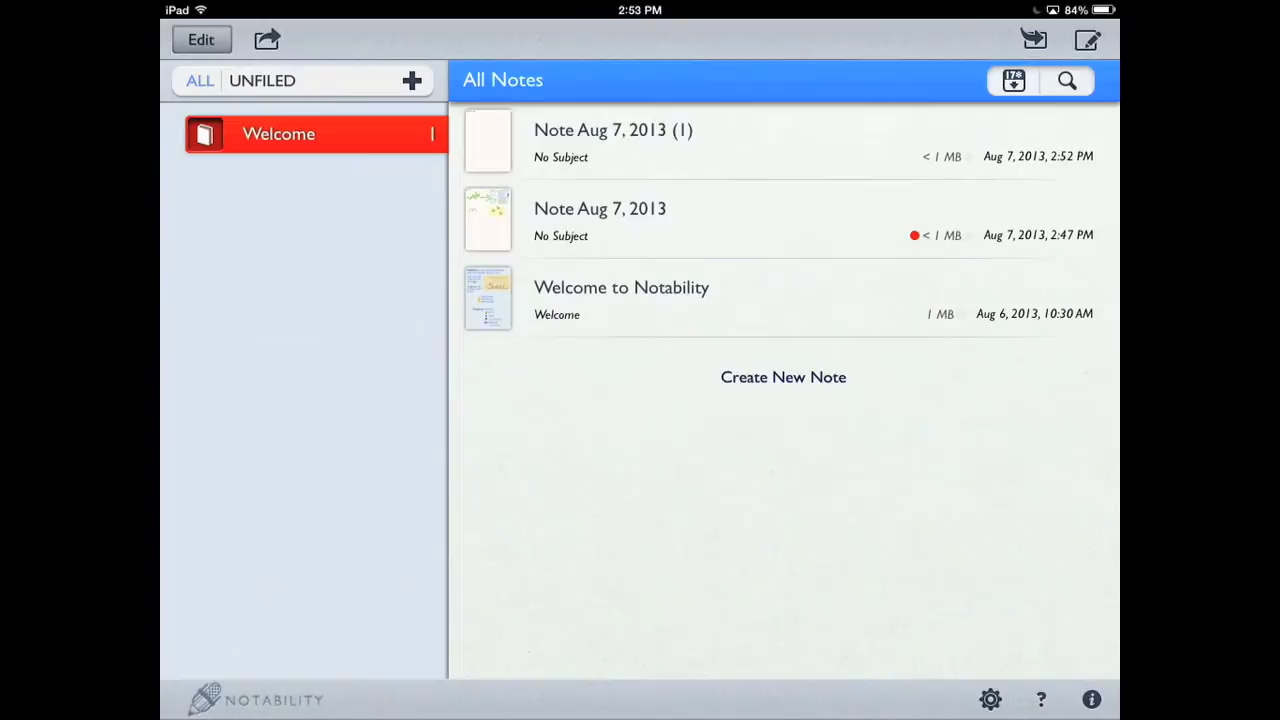 iPad 2:53 PM 84%
Edit
ALL UNFILED
All Notes
17
Welcome 1
Note Aug 7, 2013 (1)
No Subject < 1 MB Aug 7, 2013, 2:52 PM
Note Aug 7, 2013
No Subject < 1 MB Aug 7, 2013, 2:47 PM
Welcome to Notability
Welcome 1 MB Aug 6, 2013, 10:30 AM
Create New Note
NOTABILITY
?